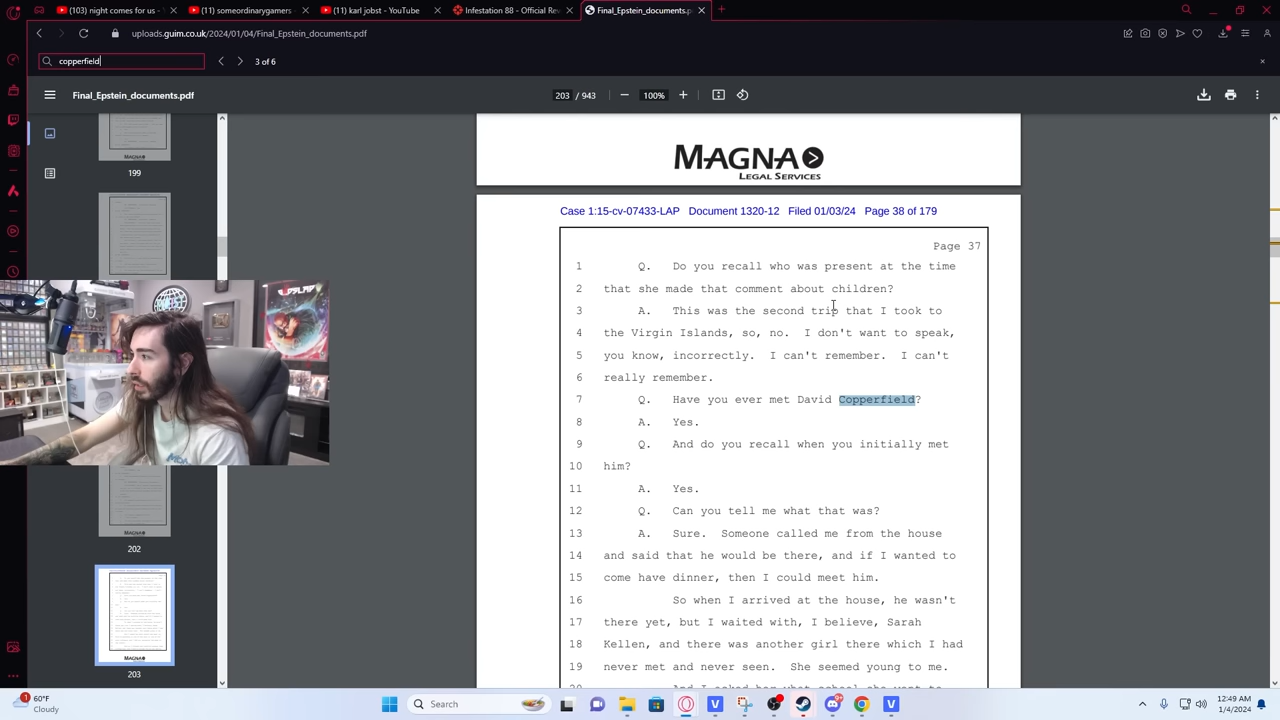 (103) night comes for us -
(11) someordinarygamers -
(11) karl jobst - YouTube
Infestation 88 - Official Rev
Final_Epstein_documents.p
uploads.guim.co.uk/2024/01/04/Final_Epstein_documents.pdf
copperfield
3 of 6
Final_Epstein_documents.pdf
203 / 943
100%
199
202
203
MAGNA
LEGAL SERVICES
Case 1:15-cv-07433-LAP Document 1320-12 Filed 01/03/24 Page 38 of 179
Page 37
1 Q. Do you recall who was present at the time
2 that she made that comment about children?
3 A. This was the second trip that I took to
4 the Virgin Islands, so, no. I don't want to speak,
5 you know, incorrectly. I can't remember. I can't
6 really remember.
7 Q. Have you ever met David Copperfield?
8 A. Yes.
9 Q. And do you recall when you initially met
10 him?
11 A. Yes.
12 Q. Can you tell me what that was?
13 A. Sure. Someone called me from the house
14 and said that he would be there, and if I wanted to
15 come have dinner, then I could meet him.
16 So when I arrived at the house, he wasn't
17 there yet, but I waited with, I believe, Sarah
18 Kellen, and there was another girl there which I had
19 never met and never seen. She seemed young to me.
60°F
Cloudy
Search
12:49 AM
1/4/2024